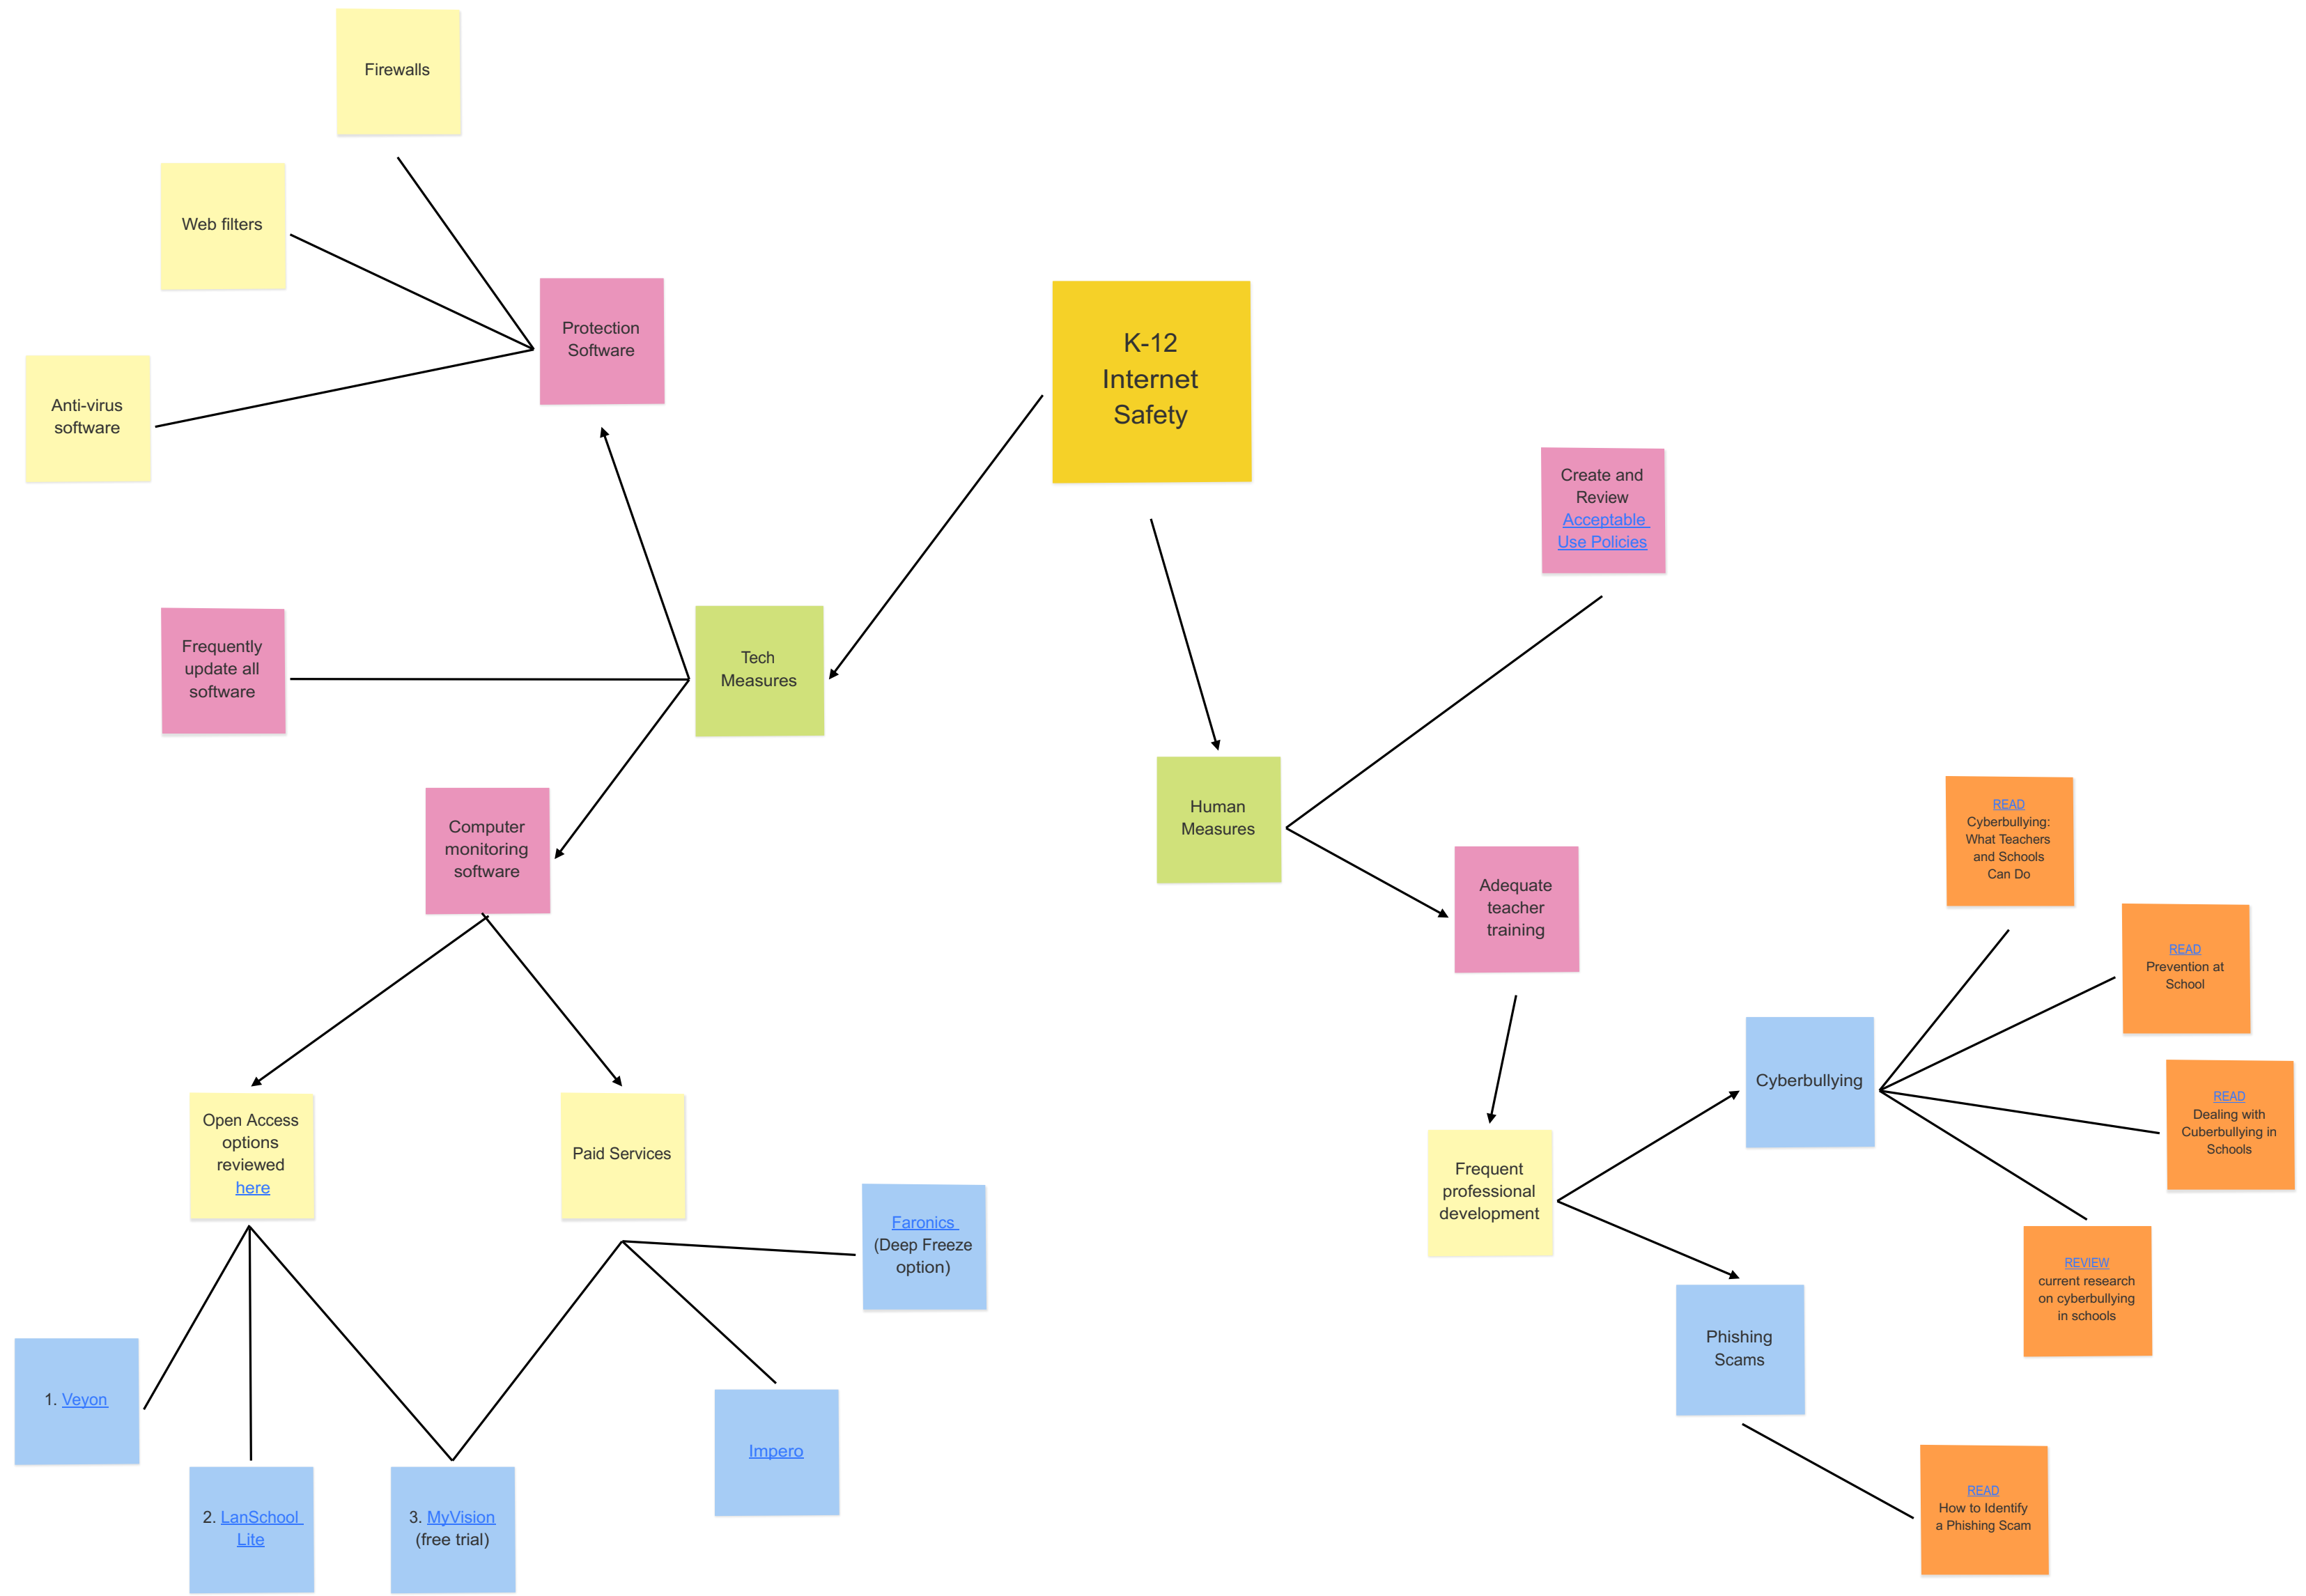 Firewalls
Web filters
Anti-virus
software
Protection
Software
K-12
Internet
Safety
Create and
Review
Acceptable
Use Policies
Frequently
update all
software
Tech
Measures
Computer
monitoring
software
Human
Measures
Adequate
teacher
training
READ
Cyberbullying:
What Teachers
and Schools
Can Do
READ
Prevention at
School
Cyberbullying
READ
Dealing with
Cuberbullying in
Schools
Open Access
options
reviewed
here
Paid Services
Frequent
professional
development
Faronics
(Deep Freeze
option)
REVIEW
current research
on cyberbullying
in schools
Phishing
Scams
1. Veyon
Impero
2. LanSchool
Lite
3. MyVision
(free trial)
READ
How to Identify
a Phishing Scam